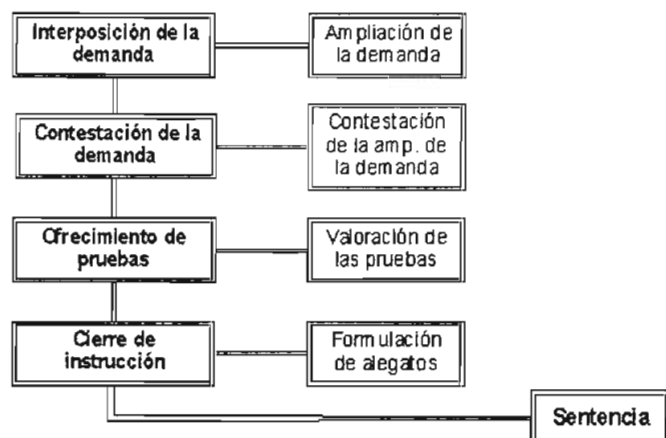 Interposición de la
demanda
Ampliación de
la demanda
Contestación de la
demanda
Contestación
de la amp. de
la demanda
Ofrecimiento de
pruebas
Valoración de
las pruebas
Cierre de
instrucción
Formulación
de alegatos
Sentencia